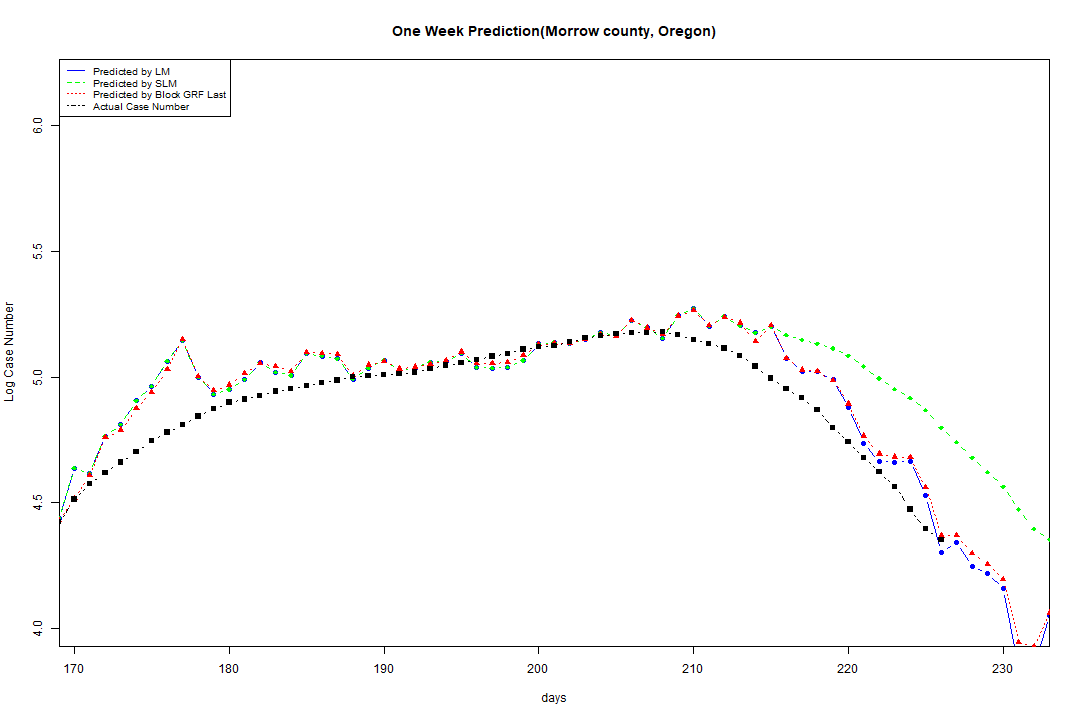 One Week Prediction(Morrow county, Oregon)
Predicted by LM
Predicted by SLM
Predicted by Block GRF Last
Actual Case Number
Log Case Number
6.0
5.5
5.0
4.5
4.0
170 180 190 200 210 220 230
days